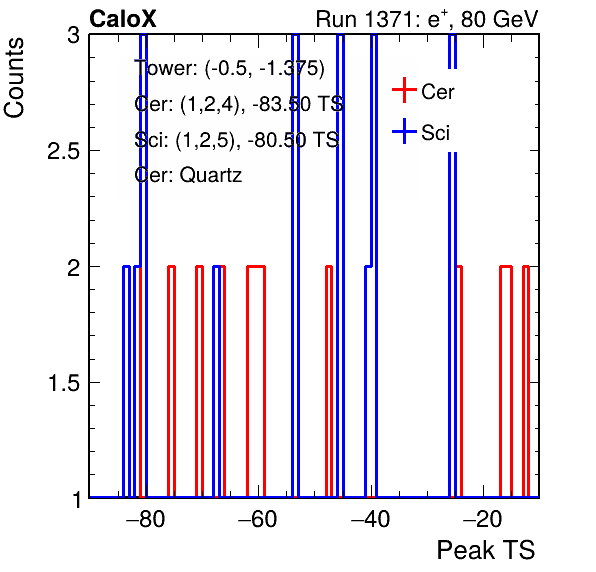 CaloX Run 1371: e⁺, 80 GeV
Counts
3
2.5
2
1.5
1
Tower: (-0.5, -1.375)
Cer: (1,2,4), -83.50 TS
Sci: (1,2,5), -80.50 TS
Cer: Quartz
Cer
Sci
−80 −60 −40 −20
Peak TS